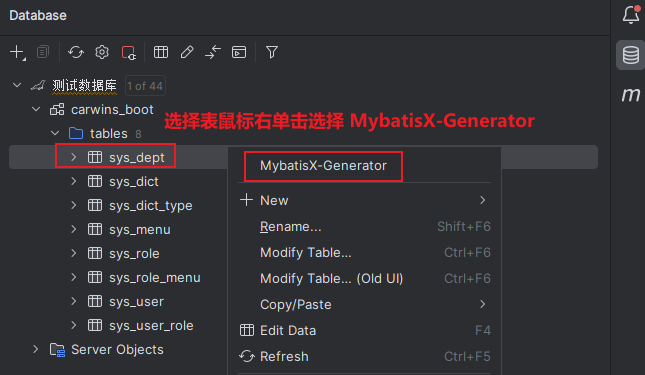 Database
测试数据库 1 of 44
carwins_boot
选择表鼠标右单击选择 MybatisX-Generator
tables 8
sys_dept
MybatisX-Generator
sys_dict
sys_dict_type
New
sys_menu
Rename... Shift+F6
sys_role
Modify Table... Ctrl+F6
sys_role_menu
Modify Table... (Old UI) Ctrl+F6
sys_user
Copy/Paste
sys_user_role
Edit Data F4
Server Objects
Refresh Ctrl+F5
m